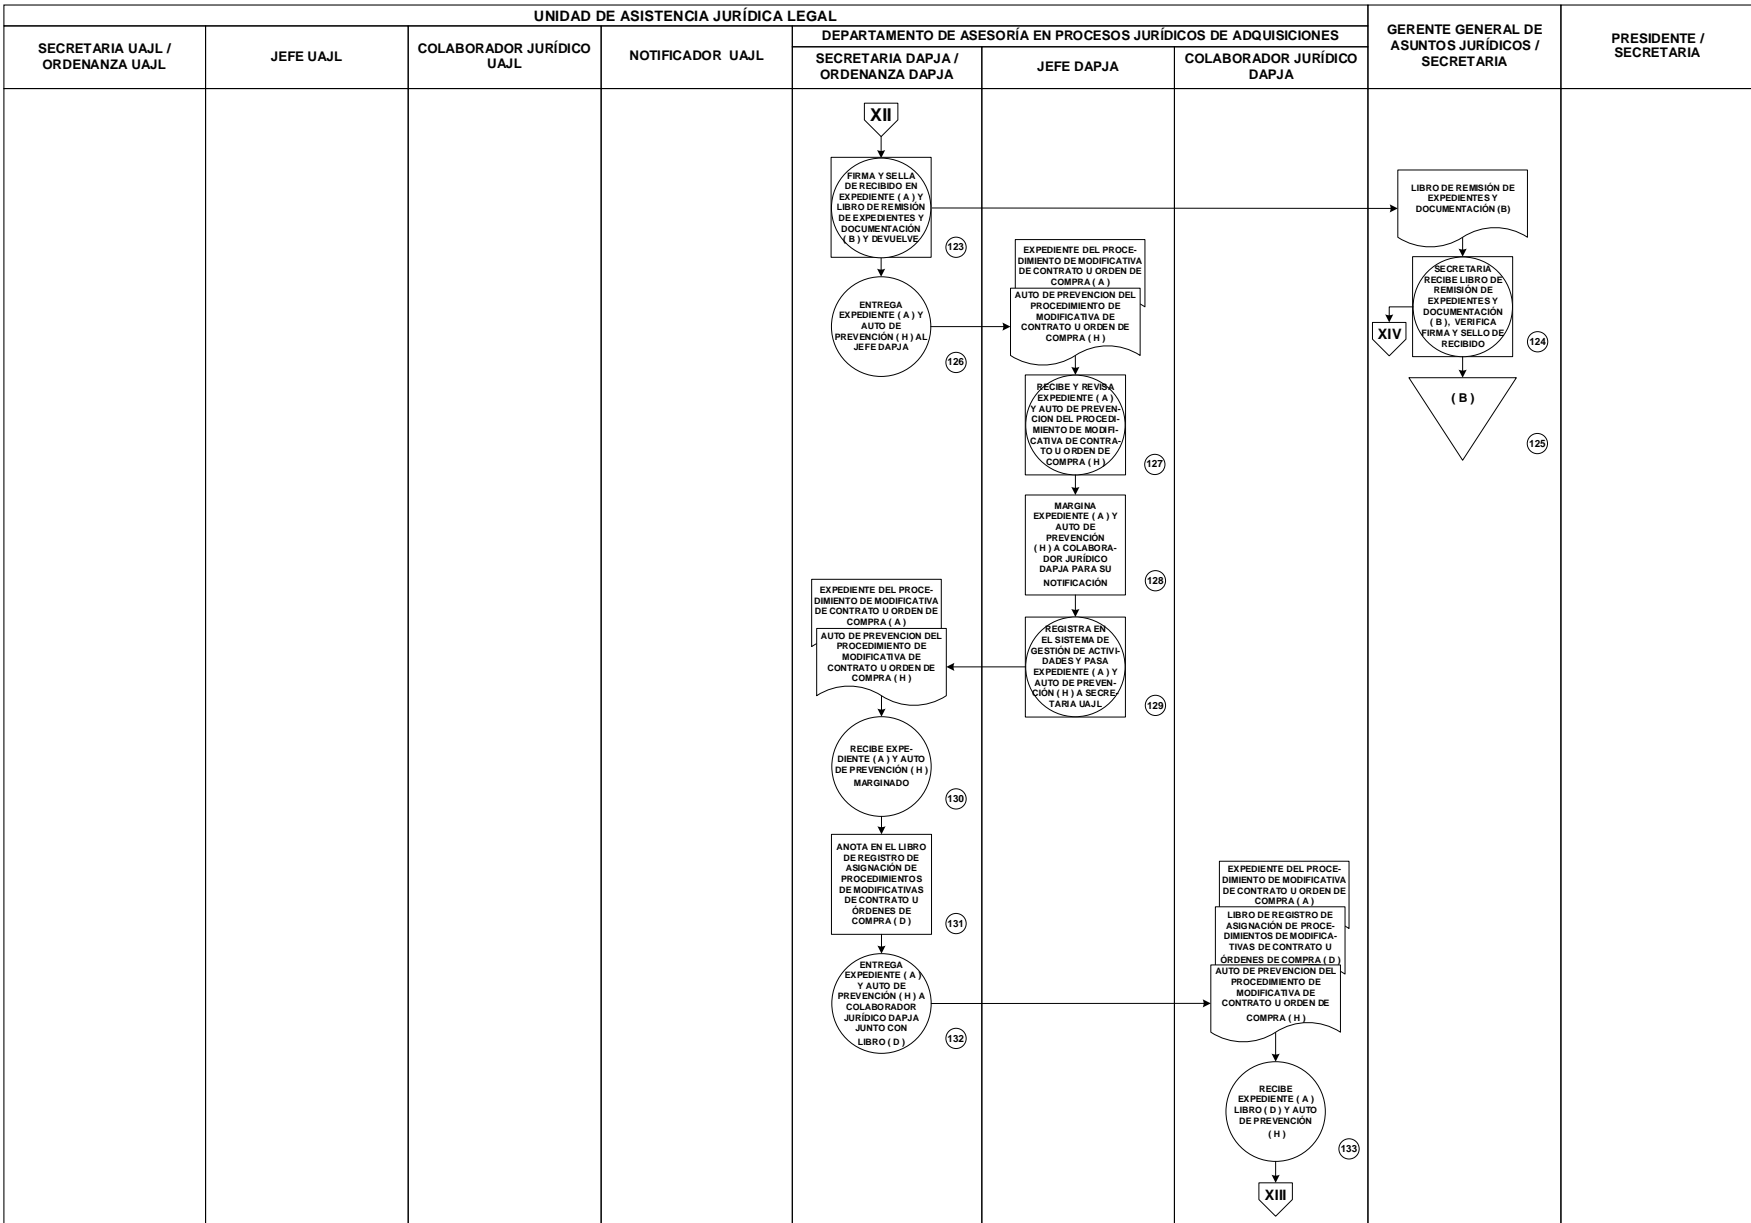 UNIDAD DE ASISTENCIA JURÍDICA LEGAL
SECRETARIA UAJL /
ORDENANZA UAJL
JEFE UAJL
COLABORADOR JURÍDICO
UAJL
NOTIFICADOR UAJL
DEPARTAMENTO DE ASESORÍA EN PROCESOS JURÍDICOS DE ADQUISICIONES
SECRETARIA DAPJA /
ORDENANZA DAPJA
JEFE DAPJA
COLABORADOR JURÍDICO
DAPJA
GERENTE GENERAL DE
ASUNTOS JURÍDICOS /
SECRETARIA
PRESIDENTE /
SECRETARIA
XII
FIRMA Y SELLA
DE RECIBIDO EN
EXPEDIENTE ( A ) Y
LIBRO DE REMISIÓN
DE EXPEDIENTES Y
DOCUMENTACIÓN
( B ) Y DEVUELVE
123
LIBRO DE REMISIÓN DE
EXPEDIENTES Y
DOCUMENTACIÓN (B)
SECRETARIA
RECIBE LIBRO DE
REMISIÓN DE
EXPEDIENTES Y
DOCUMENTACIÓN
( B ), VERIFICA
FIRMA Y SELLO DE
RECIBIDO
124
XIV
( B )
125
ENTREGA
EXPEDIENTE ( A ) Y
AUTO DE
PREVENCIÓN ( H ) AL
JEFE DAPJA
126
EXPEDIENTE DEL PROCE-
DIMIENTO DE MODIFICATIVA
DE CONTRATO U ORDEN DE
COMPRA ( A )
AUTO DE PREVENCION DEL
PROCEDIMIENTO DE
MODIFICATIVA DE
CONTRATO U ORDEN DE
COMPRA ( H )
RECIBE Y REVISA
EXPEDIENTE ( A )
Y AUTO DE PREVEN-
CION DEL PROCEDI-
MIENTO DE MODIFI-
CATIVA DE CONTRA-
TO U ORDEN DE
COMPRA ( H )
127
MARGINA
EXPEDIENTE ( A ) Y
AUTO DE
PREVENCIÓN
( H ) A COLABORA-
DOR JURÍDICO
DAPJA PARA SU
NOTIFICACIÓN
128
REGISTRA EN
EL SISTEMA DE
GESTIÓN DE ACTIVI-
DADES Y PASA
EXPEDIENTE ( A ) Y
AUTO DE PREVEN-
CIÓN ( H ) A SECRE-
TARIA UAJL
129
EXPEDIENTE DEL PROCE-
DIMIENTO DE MODIFICATIVA
DE CONTRATO U ORDEN DE
COMPRA ( A )
AUTO DE PREVENCION DEL
PROCEDIMIENTO DE
MODIFICATIVA DE
CONTRATO U ORDEN DE
COMPRA ( H )
RECIBE EXPE-
DIENTE ( A ) Y AUTO
DE PREVENCIÓN ( H )
MARGINADO
130
ANOTA EN EL LIBRO
DE REGISTRO DE
ASIGNACIÓN DE
PROCEDIMIENTOS
DE MODIFICATIVAS
DE CONTRATO U
ÓRDENES DE
COMPRA ( D )
131
ENTREGA
EXPEDIENTE ( A )
Y AUTO DE
PREVENCIÓN ( H ) A
COLABORADOR
JURÍDICO DAPJA
JUNTO CON
LIBRO ( D )
132
EXPEDIENTE DEL PROCE-
DIMIENTO DE MODIFICATIVA
DE CONTRATO U ORDEN DE
COMPRA ( A )
LIBRO DE REGISTRO DE
ASIGNACIÓN DE PROCE-
DIMIENTOS DE MODIFICA-
TIVAS DE CONTRATO U
ÓRDENES DE COMPRA ( D )
AUTO DE PREVENCION DEL
PROCEDIMIENTO DE
MODIFICATIVA DE
CONTRATO U ORDEN DE
COMPRA ( H )
RECIBE
EXPEDIENTE ( A )
LIBRO ( D ) Y AUTO
DE PREVENCIÓN
( H )
133
XIII